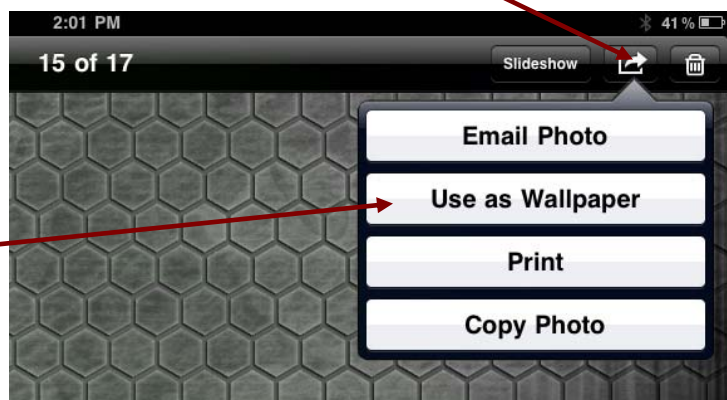 2:01 PM 41%
15 of 17 Slideshow
Email Photo
Use as Wallpaper
Print
Copy Photo